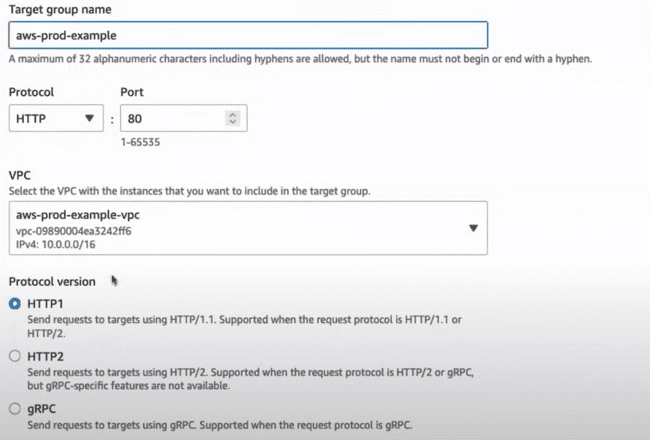 Target group name
aws-prod-example
A maximum of 32 alphanumeric characters including hyphens are allowed, but the name must not begin or end with a hyphen.
Protocol Port
HTTP : 80
1-65535
VPC
Select the VPC with the instances that you want to include in the target group.
aws-prod-example-vpc
vpc-09890004ea3242ff6
IPv4: 10.0.0.0/16
Protocol version
HTTP1
Send requests to targets using HTTP/1.1. Supported when the request protocol is HTTP/1.1 or
HTTP/2.
HTTP2
Send requests to targets using HTTP/2. Supported when the request protocol is HTTP/2 or gRPC,
but gRPC-specific features are not available.
gRPC
Send requests to targets using gRPC. Supported when the request protocol is gRPC.